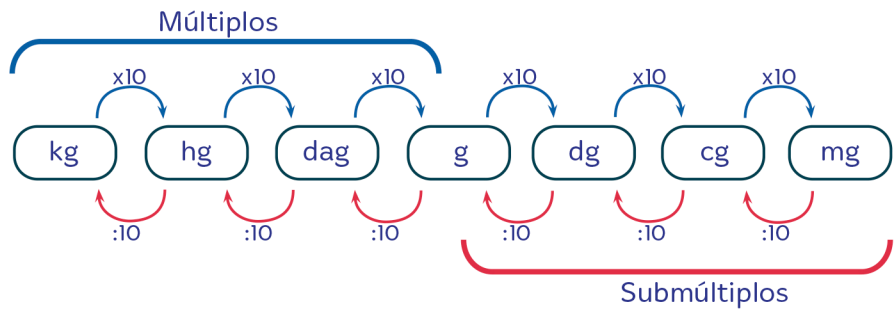 Múltiplos
x10 x10 x10 x10 x10 x10
kg hg dag g dg cg mg
:10 :10 :10 :10 :10 :10
Submúltiplos